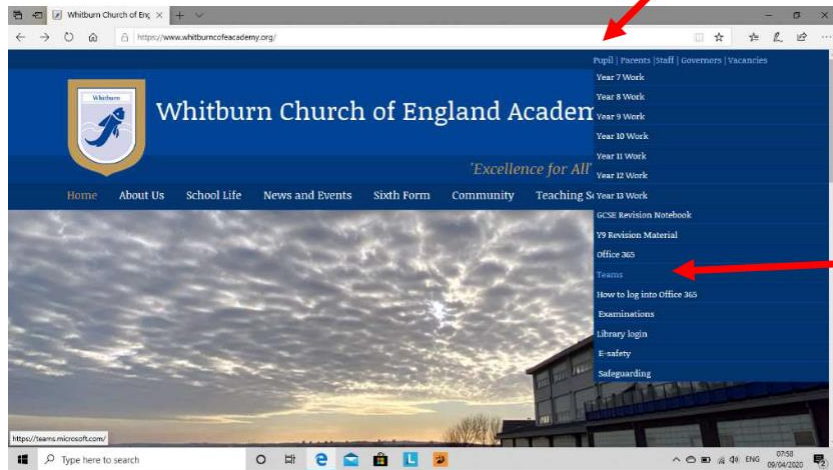 Whitburn Church of Eng
https://www.whitburncofeacademy.org/
Pupil | Parents |Staff | Governors | Vacancies
Whitburn
Whitburn Church of England Academ
'Excellence for All'
Home About Us School Life News and Events Sixth Form Community Teaching S
Year 7 Work
Year 8 Work
Year 9 Work
Year 10 Work
Year 11 Work
Year 12 Work
Year 13 Work
GCSE Revision Notebook
Y9 Revision Material
Office 365
Teams
How to log into Office 365
Examinations
Library login
E-safety
Safeguarding
https://teams.microsoft.com/
Type here to search
ENG
07:58
09/04/2020